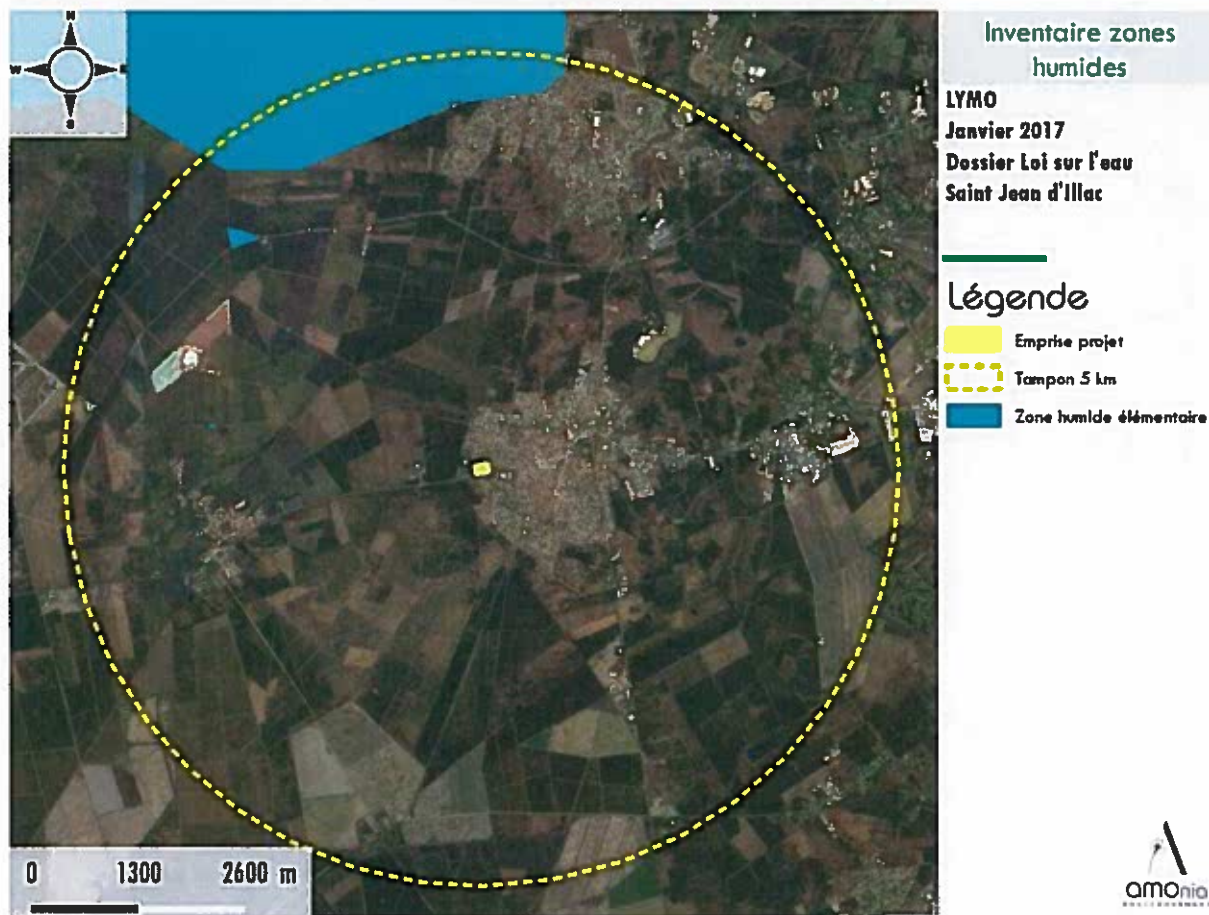 N
W
E
S
Inventaire zones
humides
LYMO
Janvier 2017
Dossier Loi sur l'eau
Saint Jean d'Illac
Légende
Emprise projet
Tampon 5 km
Zone humide élémentaire
0 1300 2600 m
amonia